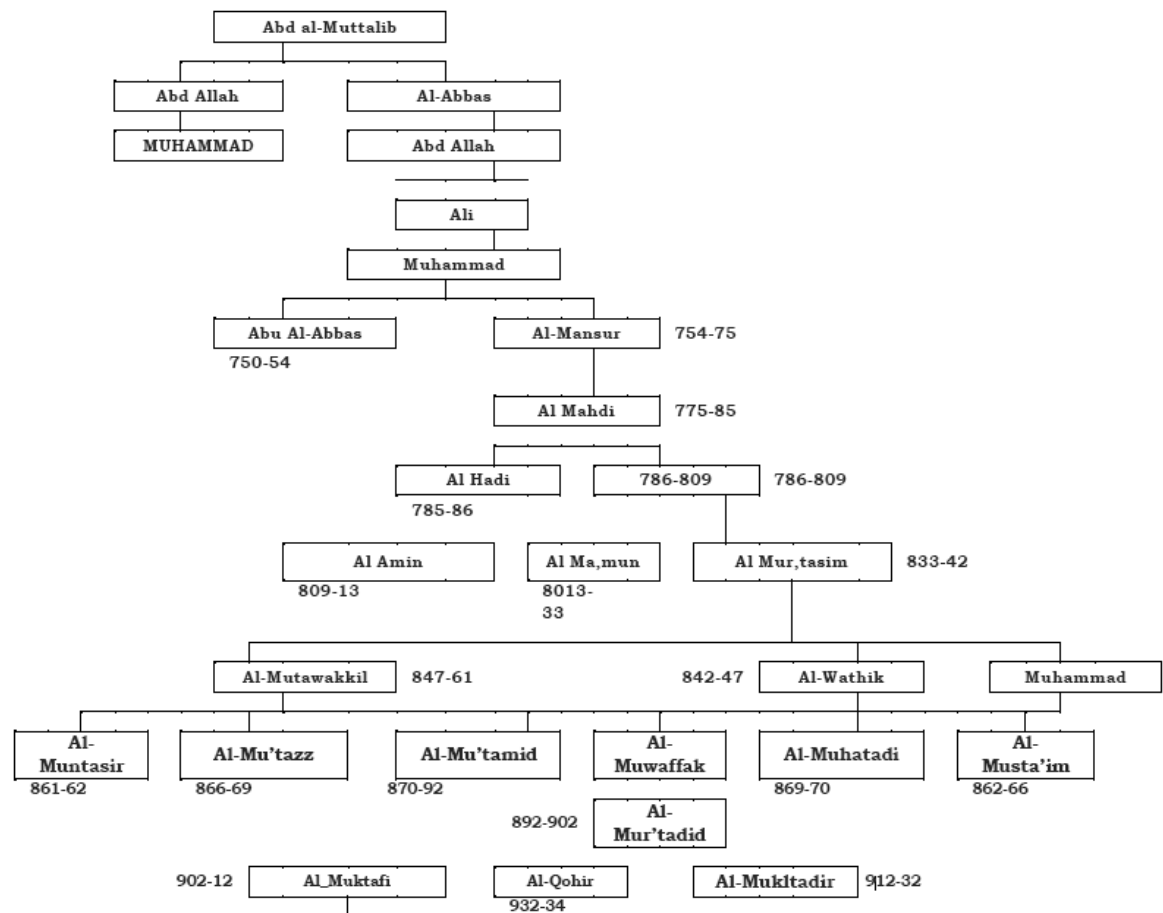 Abd al-Muttalib
Abd Allah
Al-Abbas
MUHAMMAD
Abd Allah
Ali
Muhammad
Abu Al-Abbas
Al-Mansur
754-75
750-54
Al Mahdi
775-85
Al Hadi
786-809
786-809
785-86
Al Amin
Al Ma,mun
Al Mur,tasim
833-42
809-13
8013-
33
Al-Mutawakkil
847-61
842-47
Al-Wathik
Muhammad
Al-
Muntasir
Al-Mu’tazz
Al-Mu’tamid
Al-
Muwaffak
Al-Muhatadi
Al-
Musta’im
861-62
866-69
870-92
869-70
862-66
892-902
Al-
Mur’tadid
902-12
Al_Muktafi
Al-Qohir
Al-Mukltadir
912-32
932-34